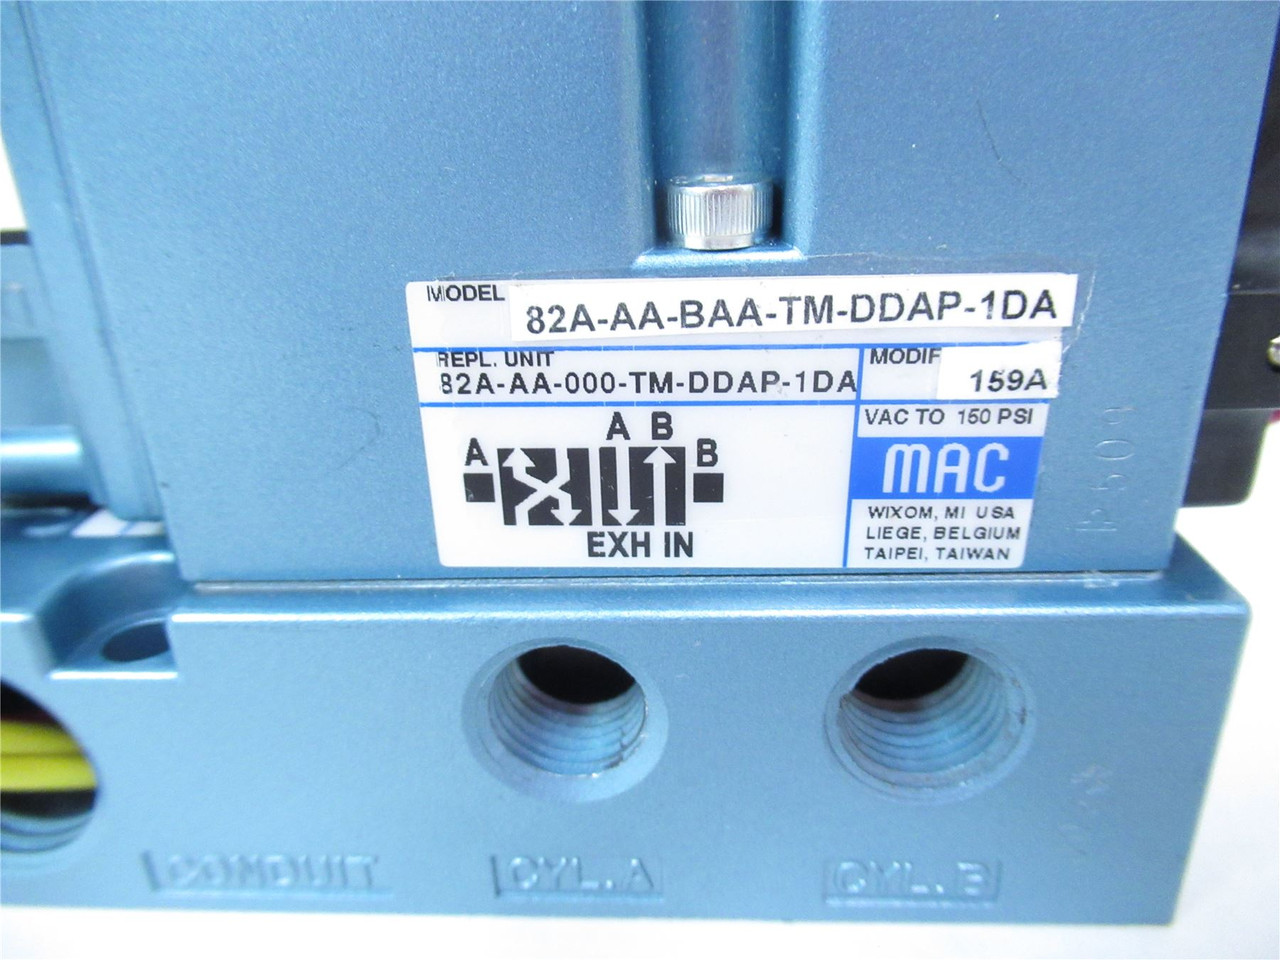 MODEL 82A-AA-BAA-TM-DDAP-1DA
REPL. UNIT
82A-AA-000-TM-DDAP-1DA
MODIF
159A
VAC TO 150 PSI
A B
A B
EXH IN
MAC
WIXOM, MI USA
LIEGE, BELGIUM
TAIPEI, TAIWAN
CONDUIT CYL. A CYL. B